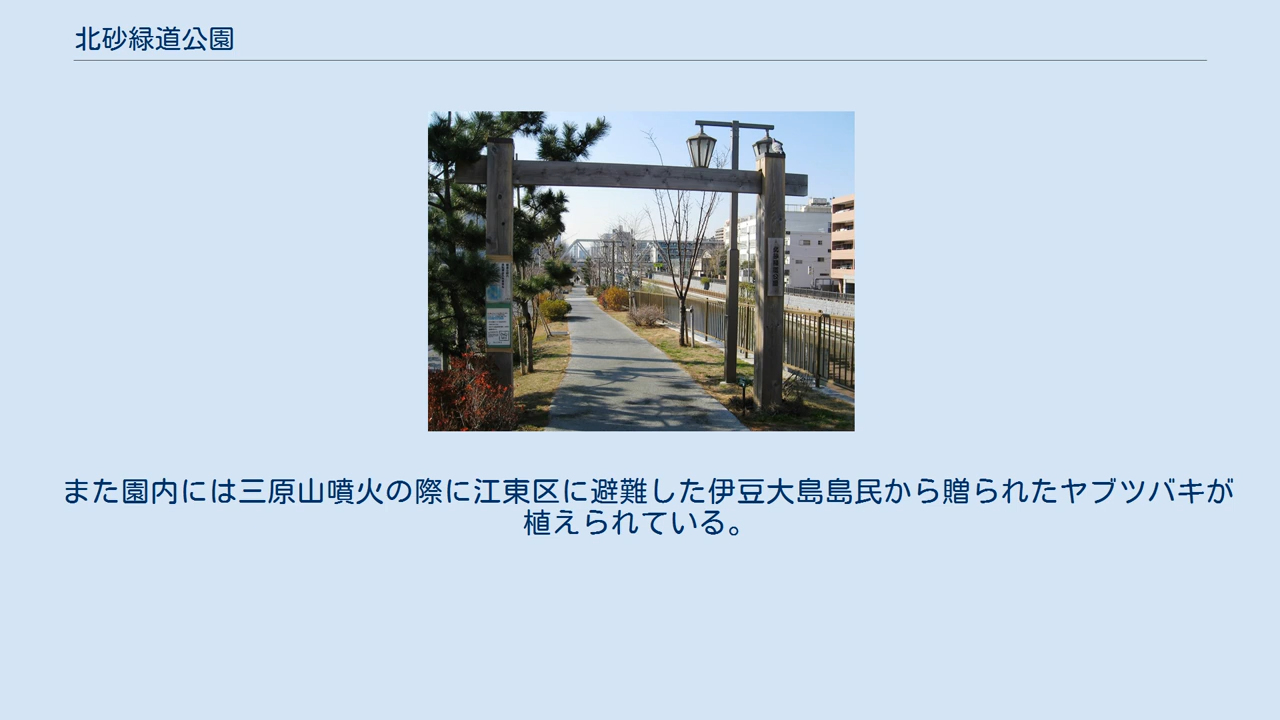 北砂緑道公園
また園内には三原山噴火の際に江東区に避難した伊豆大島島民から贈られたヤブツバキが
植えられている。